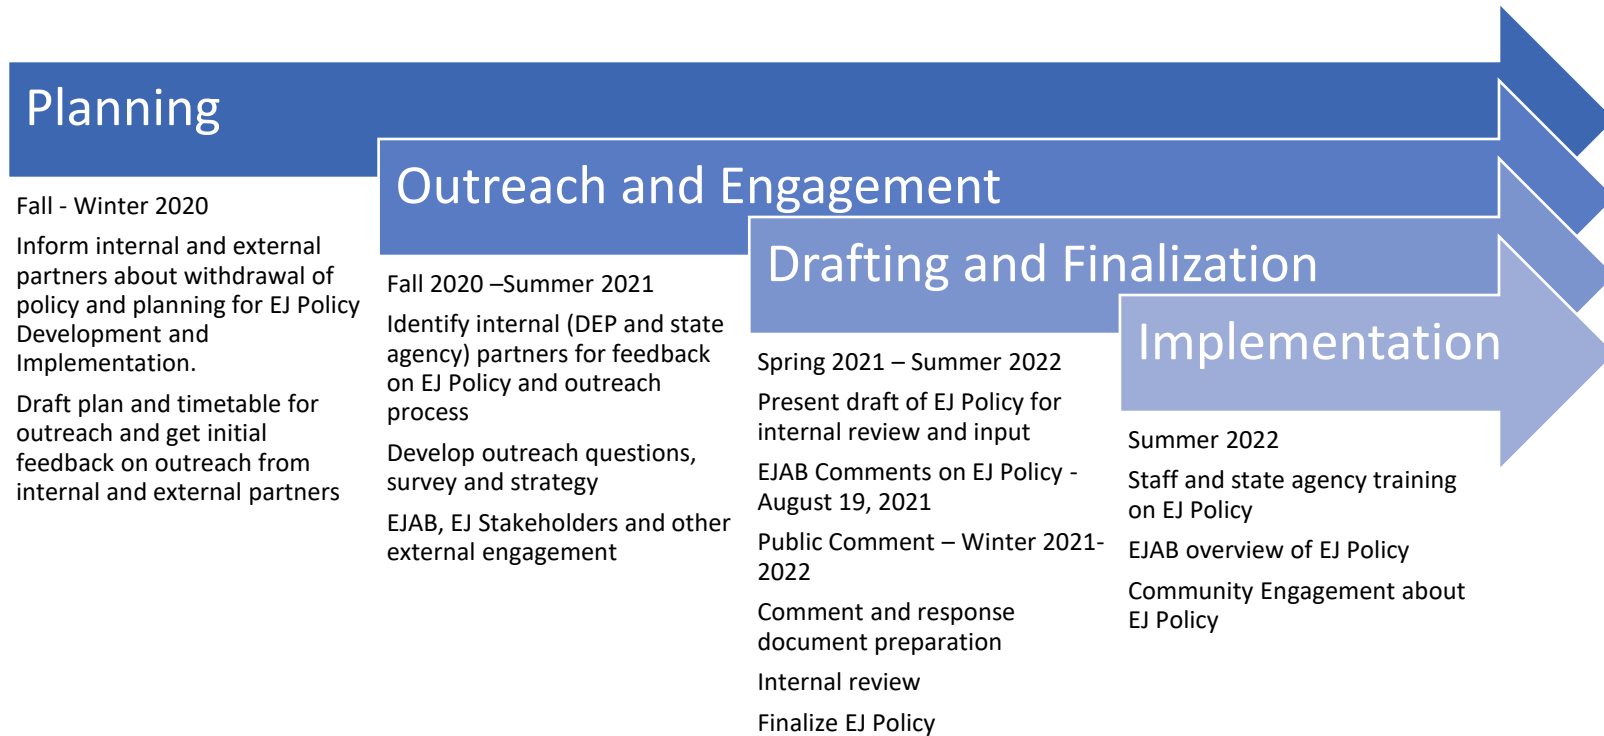 Planning
Fall - Winter 2020
Inform internal and external
partners about withdrawal of
policy and planning for EJ Policy
Development and
Implementation.
Draft plan and timetable for
outreach and get initial
feedback on outreach from
internal and external partners
Outreach and Engagement
Fall 2020 –Summer 2021
Identify internal (DEP and state
agency) partners for feedback
on EJ Policy and outreach
process
Develop outreach questions,
survey and strategy
EJAB, EJ Stakeholders and other
external engagement
Drafting and Finalization
Spring 2021 – Summer 2022
Present draft of EJ Policy for
internal review and input
EJAB Comments on EJ Policy -
August 19, 2021
Public Comment – Winter 2021-
2022
Comment and response
document preparation
Internal review
Finalize EJ Policy
Implementation
Summer 2022
Staff and state agency training
on EJ Policy
EJAB overview of EJ Policy
Community Engagement about
EJ Policy